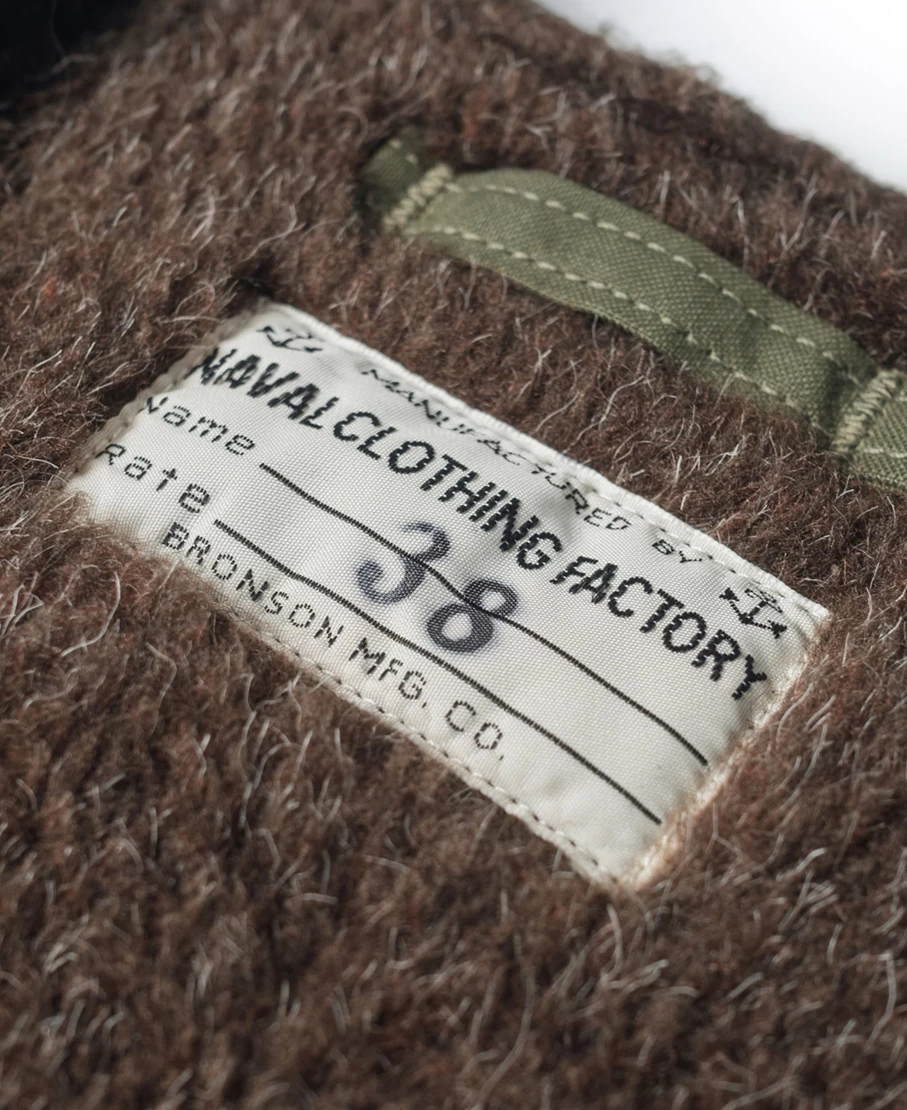 MANUFACTURED BY
NAVAL CLOTHING FACTORY
Name
Rate
38
BRONSON MFG. CO.